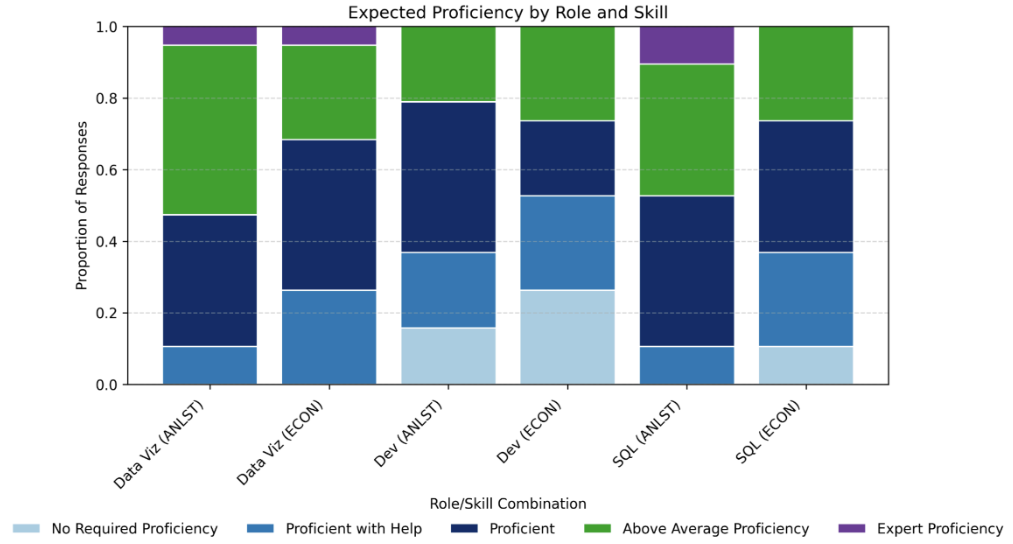 Expected Proficiency by Role and Skill
Proportion of Responses
1.0
0.8
0.6
0.4
0.2
0.0
Data Viz (ANLST)
Data Viz (ECON)
Dev (ANLST)
Dev (ECON)
SQL (ANLST)
SQL (ECON)
Role/Skill Combination
No Required Proficiency
Proficient with Help
Proficient
Above Average Proficiency
Expert Proficiency